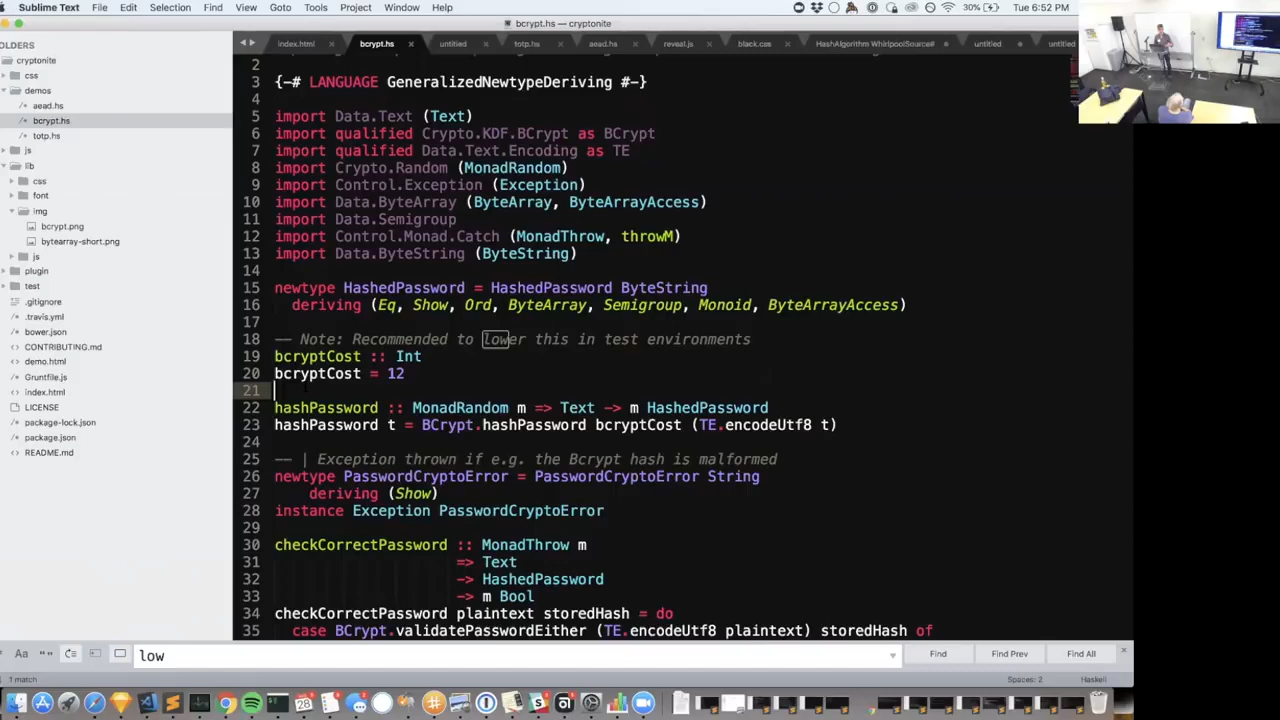 Sublime Text File Edit Selection Find View Goto Tools Project Window Help 30% Tue 6:52 PM
bcrypt.hs — cryptonite
OLDERS
cryptonite
css
demos
aead.hs
bcrypt.hs
totp.hs
js
lib
css
font
img
bcrypt.png
bytearray-short.png
js
plugin
test
.gitignore
.travis.yml
bower.json
CONTRIBUTING.md
demo.html
Gruntfile.js
index.html
LICENSE
package-lock.json
package.json
README.md
index.html bcrypt.hs untitled totp.hs aead.hs reveal.js black.css HashAlgorithm WhirlpoolSource# untitled untitled
2
3 {-# LANGUAGE GeneralizedNewtypeDeriving #-}
4
5 import Data.Text (Text)
6 import qualified Crypto.KDF.BCrypt as BCrypt
7 import qualified Data.Text.Encoding as TE
8 import Crypto.Random (MonadRandom)
9 import Control.Exception (Exception)
10 import Data.ByteArray (ByteArray, ByteArrayAccess)
11 import Data.Semigroup
12 import Control.Monad.Catch (MonadThrow, throwM)
13 import Data.ByteString (ByteString)
14
15 newtype HashedPassword = HashedPassword ByteString
16 deriving (Eq, Show, Ord, ByteArray, Semigroup, Monoid, ByteArrayAccess)
17
18 -- Note: Recommended to lower this in test environments
19 bcryptCost :: Int
20 bcryptCost = 12
21
22 hashPassword :: MonadRandom m => Text -> m HashedPassword
23 hashPassword t = BCrypt.hashPassword bcryptCost (TE.encodeUtf8 t)
24
25 -- | Exception thrown if e.g. the Bcrypt hash is malformed
26 newtype PasswordCryptoError = PasswordCryptoError String
27 deriving (Show)
28 instance Exception PasswordCryptoError
29
30 checkCorrectPassword :: MonadThrow m
31 => Text
32 -> HashedPassword
33 -> m Bool
34 checkCorrectPassword plaintext storedHash = do
35 case BCrypt.validatePasswordEither (TE.encodeUtf8 plaintext) storedHash of
Aa low Find Find Prev Find All
1 match Spaces: 2 Haskell
28